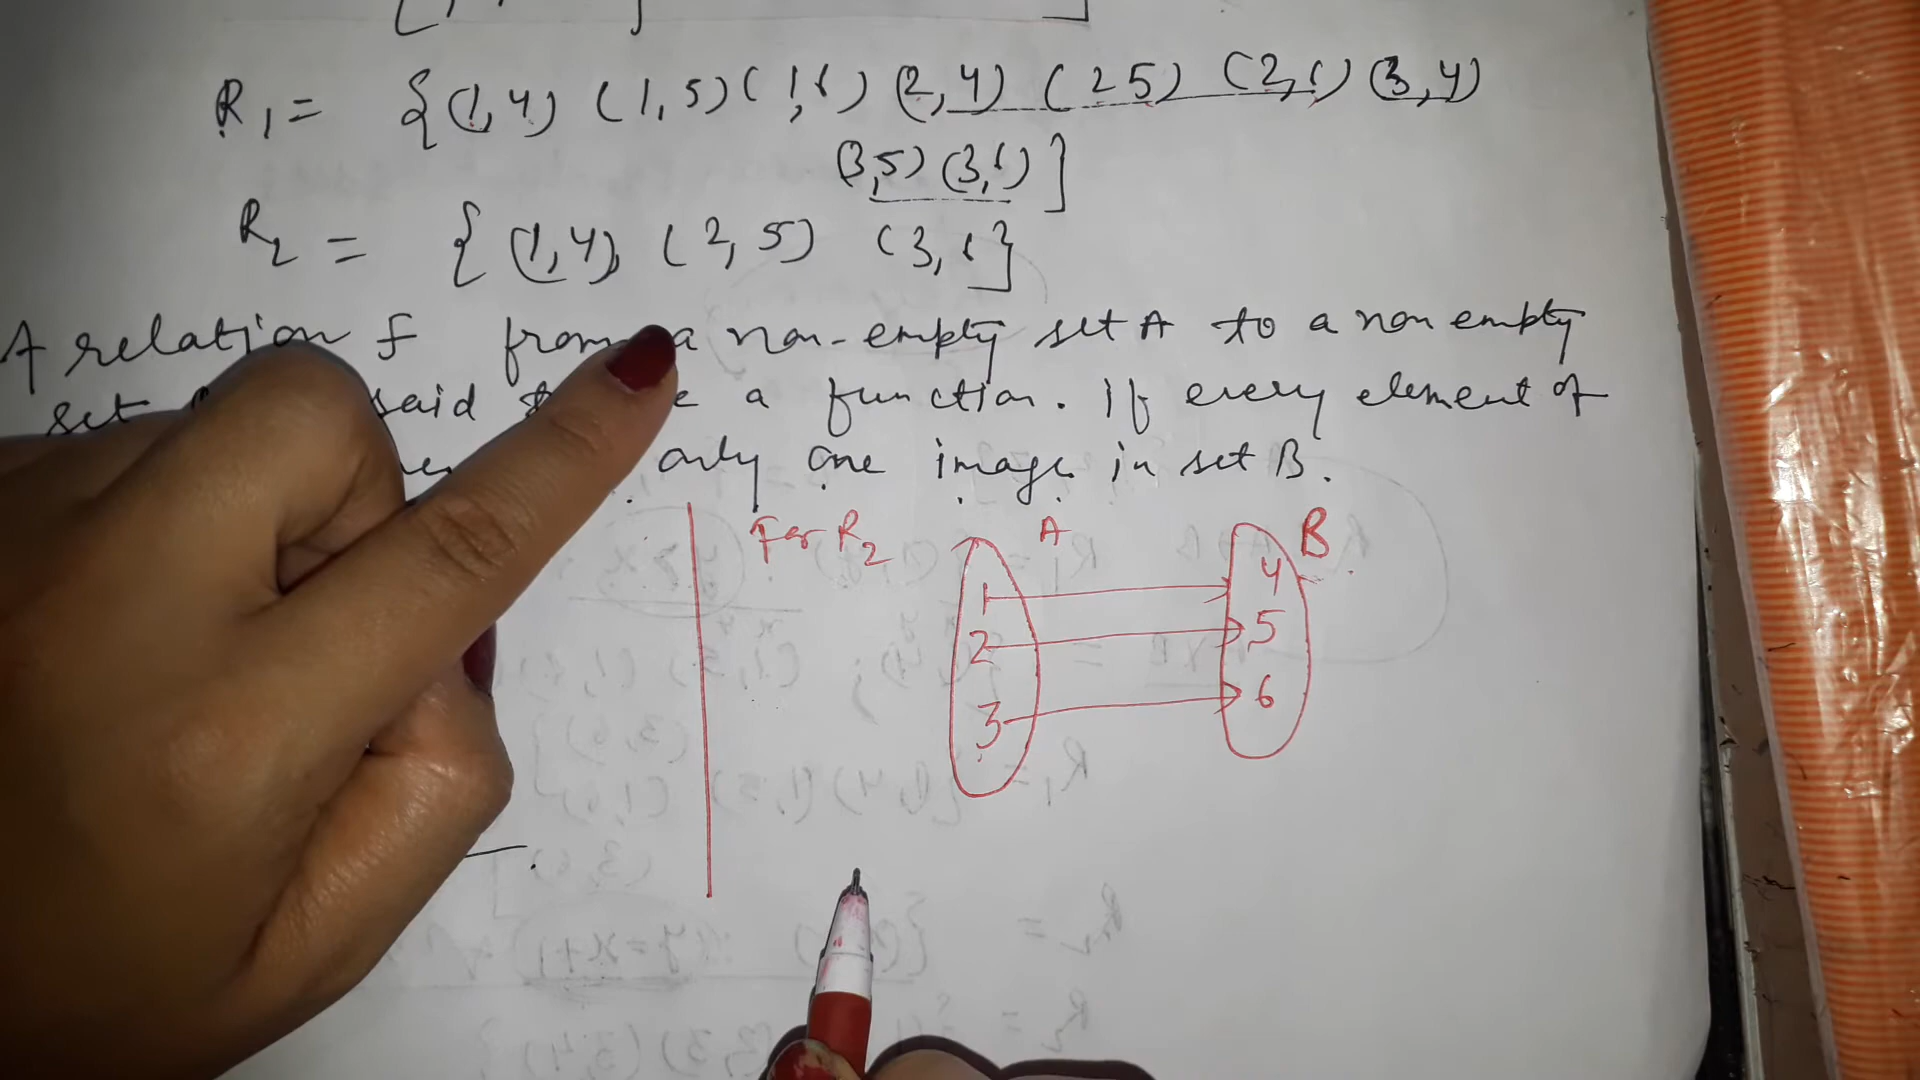 R₁ = {(1,4) (1,5) (1,6) (2,4) (2 5) (2,6) (3,4)
(3,5) (3,6)]
R₂ = {(1,4), (2,5) (3,6]
A relation f from a non-empty set A to a non empty
set said a function. If every element of
only one image in set B.
For R₂ A B
1 4
2 5
3 6